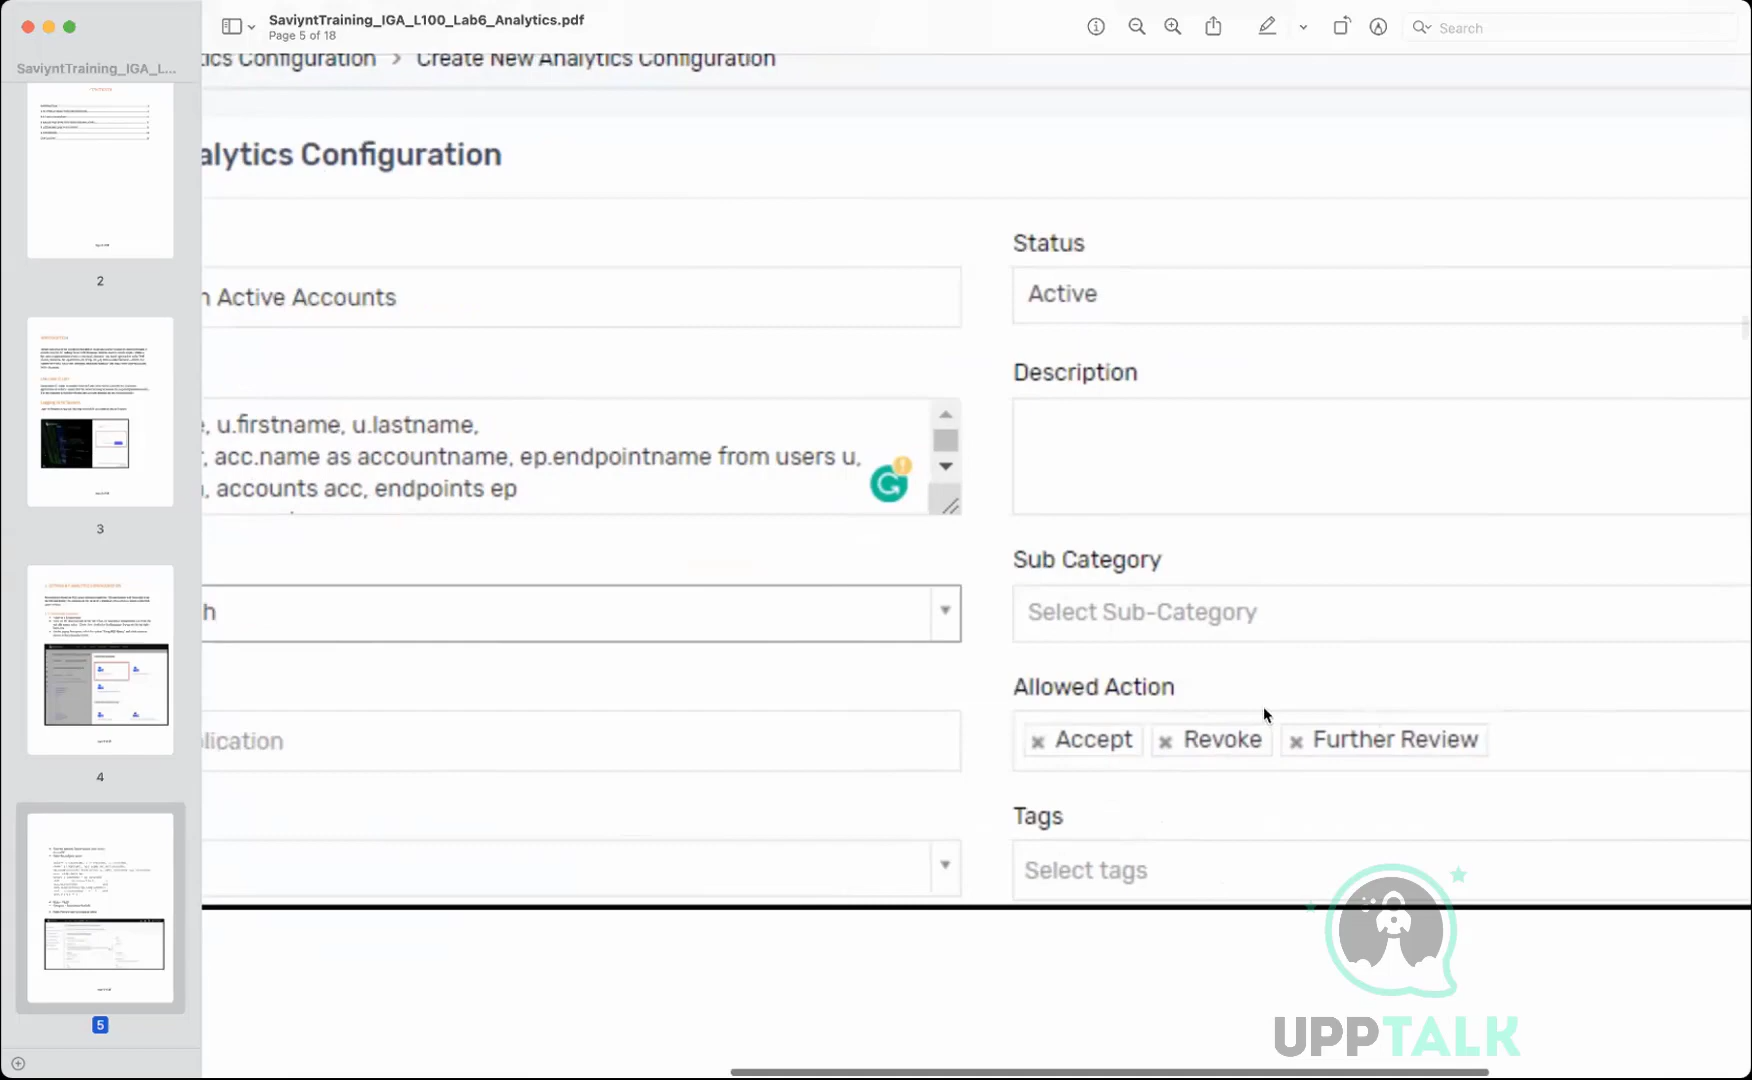 SaviyntTraining_IGA_L100_Lab6_Analytics.pdf
Page 5 of 18
Search
SaviyntTraining_IGA_L...
2
3
4
5
tics Configuration > Create New Analytics Configuration
alytics Configuration
Status
n Active Accounts
Active
Description
, u.firstname, u.lastname,
, acc.name as accountname, ep.endpointname from users u,
, accounts acc, endpoints ep
Sub Category
h
Select Sub-Category
Allowed Action
lication
× Accept × Revoke × Further Review
Tags
Select tags
UPPTALK